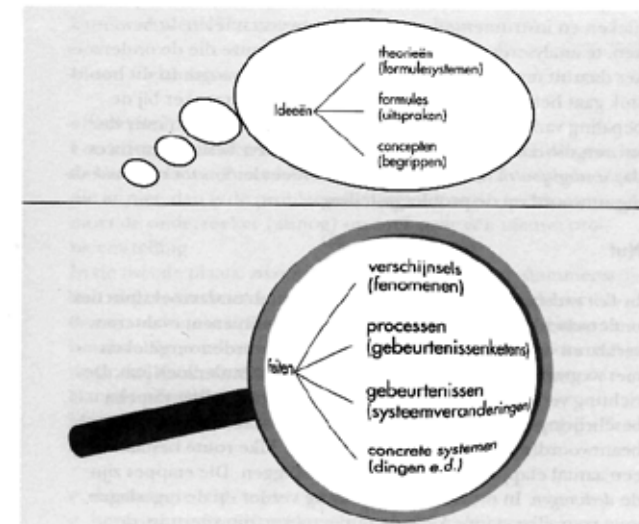 theorieën
(formulesystemen)
Ideeën
formules
(uitspraken)
concepten
(begrippen)
verschijnsels
(fenomenen)
processen
(gebeurtenissenketens)
feiten
gebeurtenissen
(systeemveranderingen)
concrete systemen
(dingen e.d.)